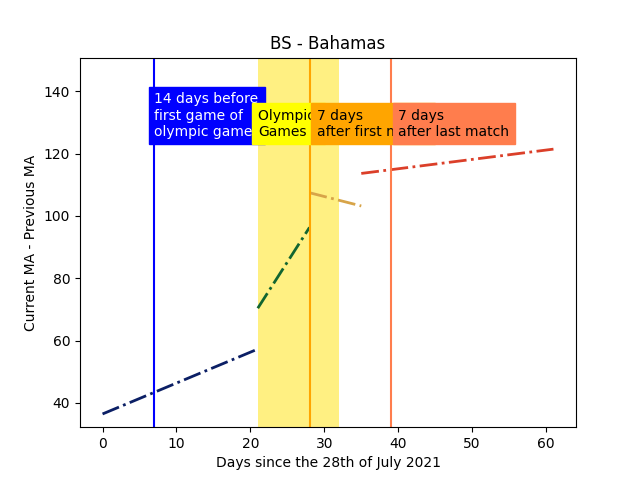 BS - Bahamas
14 days before
first game of
olympic game
Olympic
Games
7 days
after first
7 days
after last match
140
120
100
80
60
40
Current MA - Previous MA
0 10 20 30 40 50 60
Days since the 28th of July 2021